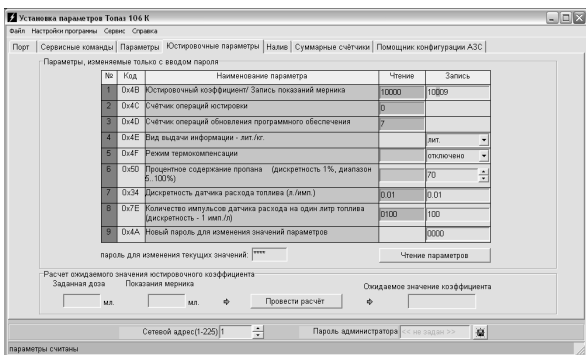 Установка параметров Топаз 106 К
Файл Настройки программы Сервис Справка
Порт Сервисные команды Параметры Юстировочные параметры Налив Суммарные счётчики Помощник конфигурации АЗС
Параметры, изменяемые только с вводом пароля
№ Код Наименование параметра Чтение Запись
1 0x4B Юстировочный коэффициент/ Запись показаний мерника 10000 10009
2 0x4C Счётчик операций юстировки 0
3 0x4D Счётчик операций обновления программного обеспечения 7
4 0x4E Вид выдачи информации - лит./кг. лит.
5 0x4F Режим термокомпенсации отключено
6 0x50 Процентное содержание пропана (дискретность 1%, диапазон 5..100%) 70
7 0x34 Дискретность датчика расхода топлива (л./имп.) 0.01 0.01
8 0x7E Количество импульсов датчика расхода на один литр топлива (дискретность - 1 имп./л) 0100 100
9 0x4A Новый пароль для изменения значений параметров 0000
пароль для изменения текущих значений: **** Чтение параметров
Расчет ожидаемого значения юстировочного коэффициента
Заданная доза Показания мерника Ожидаемое значение коэффициента
мл. мл. Провести расчёт
Сетевой адрес(1-225) 1 Пароль администратора << не задан >>
параметры считаны